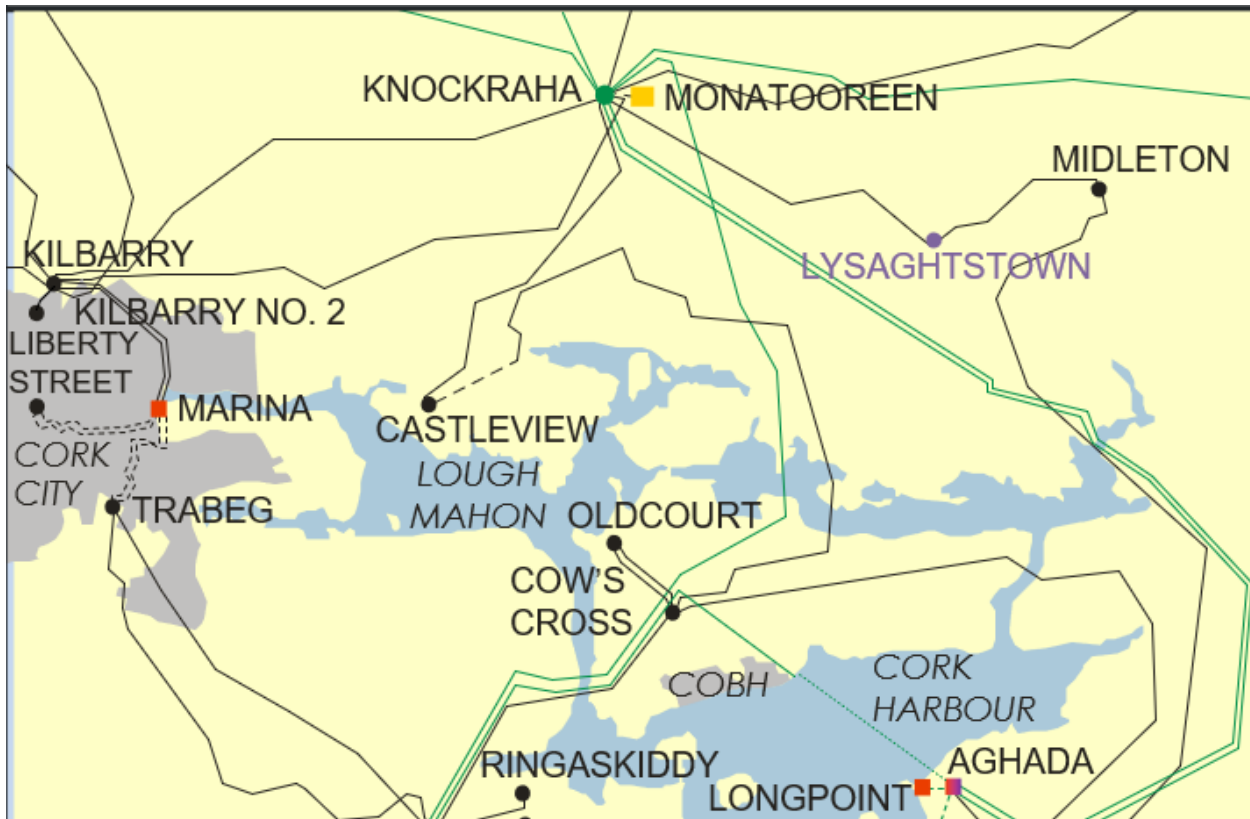 KNOCKRAHA
MONATOOREEN
MIDLETON
KILBARRY
LYSAGHTSTOWN
KILBARRY NO. 2
LIBERTY
STREET
MARINA
CASTLEVIEW
CORK
CITY
LOUGH
MAHON
TRABEG
OLDCOURT
COW'S
CROSS
COBH
CORK
HARBOUR
RINGASKIDDY
AGHADA
LONGPOINT